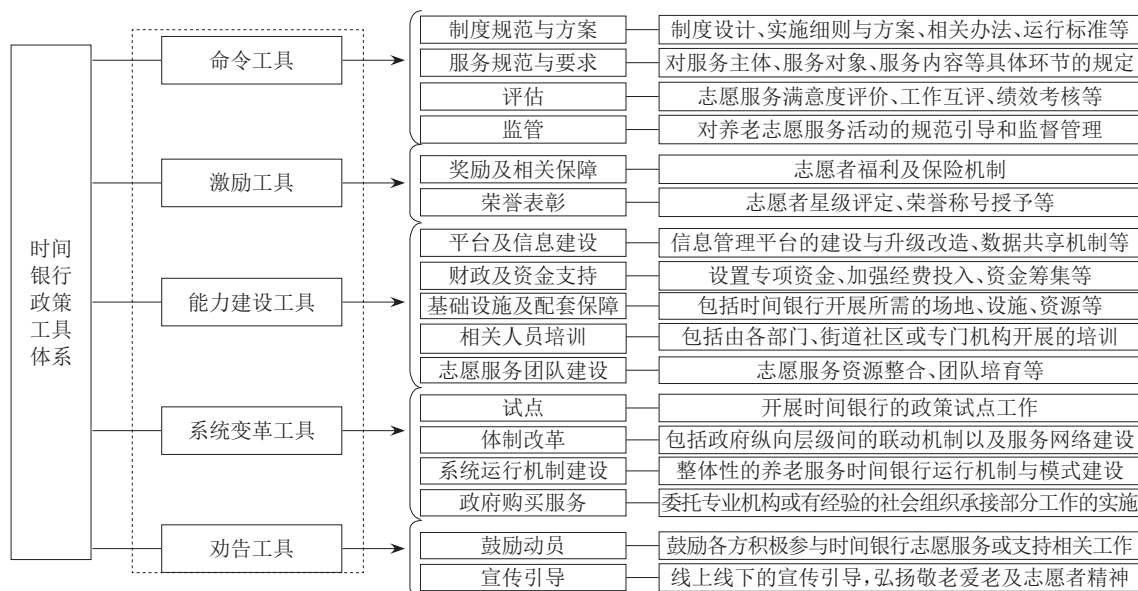 时间
银行
政策
工具
体系
命令工具
制度规范与方案
制度设计、实施细则与方案、相关办法、运行标准等
服务规范与要求
对服务主体、服务对象、服务内容等具体环节的规定
评估
志愿服务满意度评价、工作互评、绩效考核等
监管
对养老志愿服务活动的规范引导和监督管理
激励工具
奖励及相关保障
志愿者福利及保险机制
荣誉表彰
志愿者星级评定、荣誉称号授予等
能力建设工具
平台及信息建设
信息管理平台的建设与升级改造、数据共享机制等
财政及资金支持
设置专项资金、加强经费投入、资金筹集等
基础设施及配套保障
包括时间银行开展所需的场地、设施、资源等
相关人员培训
包括由各部门、街道社区或专门机构开展的培训
志愿服务团队建设
志愿服务资源整合、团队培育等
系统变革工具
试点
开展时间银行的政策试点工作
体制改革
包括政府纵向层级间的联动机制以及服务网络建设
系统运行机制建设
整体性的养老服务时间银行运行机制与模式建设
政府购买服务
委托专业机构或有经验的社会组织承接部分工作的实施
劝告工具
鼓励动员
鼓励各方积极参与时间银行志愿服务或支持相关工作
宣传引导
线上线下的宣传引导,弘扬敬老爱老及志愿者精神